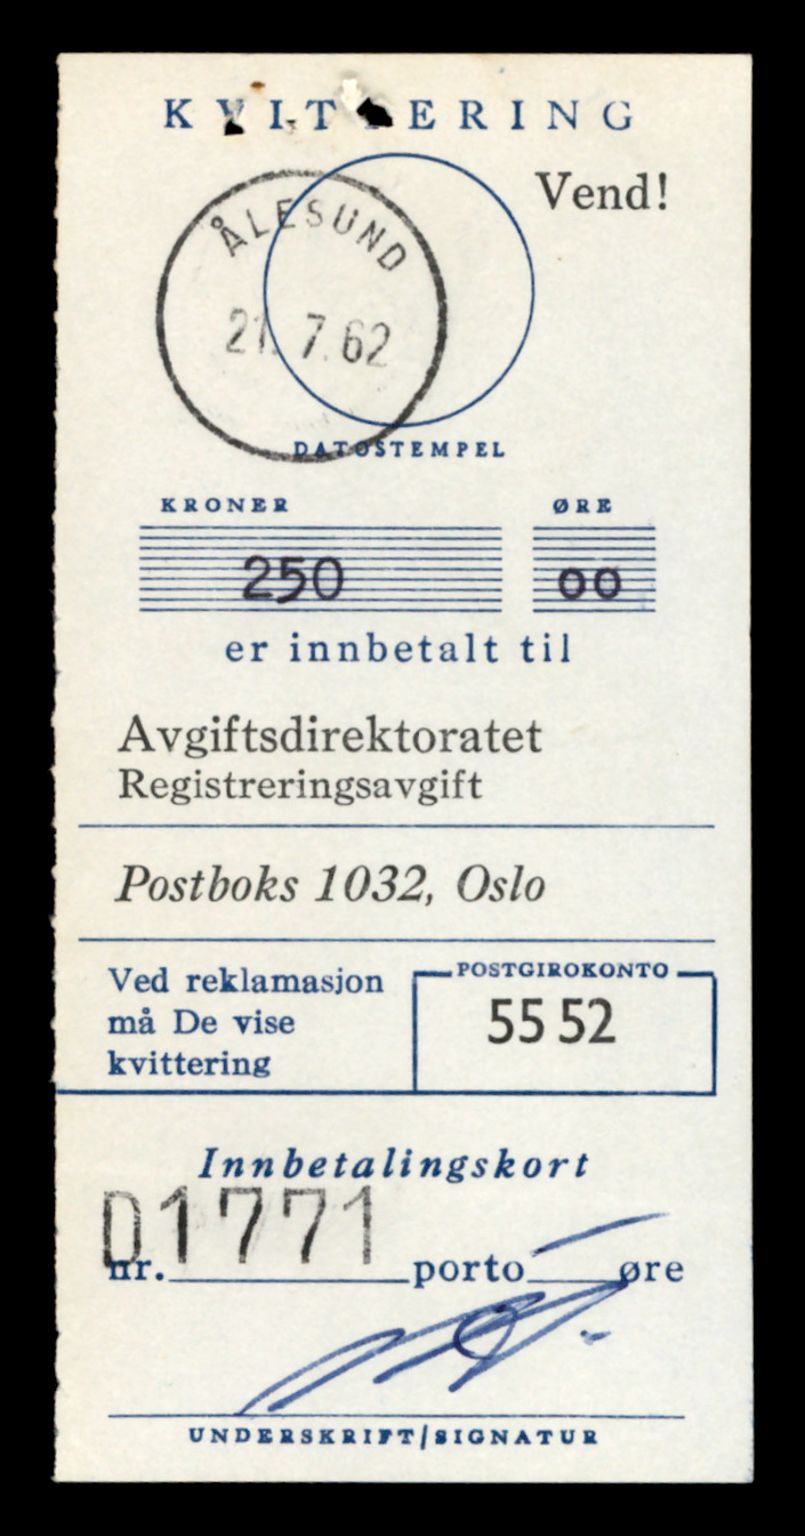 KVITTERING
Vend!
ÅLESUND
21. 7. 62
DATOSTEMPEL
KRONER ØRE
250 00
er innbetalt til
Avgiftsdirektoratet
Registreringsavgift
Postboks 1032, Oslo
Ved reklamasjon
må De vise
kvittering
POSTGIROKONTO
55 52
Innbetalingskort
01771
nr. porto øre
UNDERSKRIFT/SIGNATUR